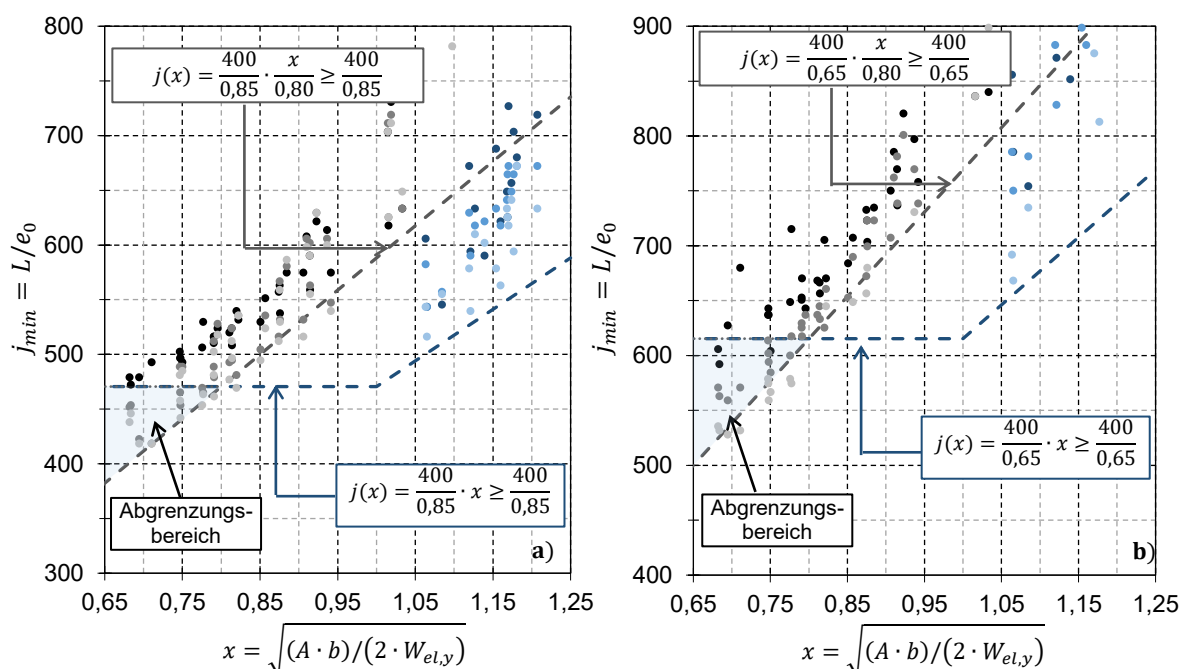 800
700
600
500
400
300
j_min = L/e_0
j(x) = 400/0,85 · x/0,80 ≥ 400/0,85
j(x) = 400/0,85 · x ≥ 400/0,85
Abgrenzungs-
bereich
a)
0,65 0,75 0,85 0,95 1,05 1,15 1,25
x = √(A · b)/(2 · W_el,y)
900
800
700
600
500
400
j_min = L/e_0
j(x) = 400/0,65 · x/0,80 ≥ 400/0,65
j(x) = 400/0,65 · x ≥ 400/0,65
Abgrenzungs-
bereich
b)
0,65 0,75 0,85 0,95 1,05 1,15 1,25
x = √(A · b)/(2 · W_el,y)